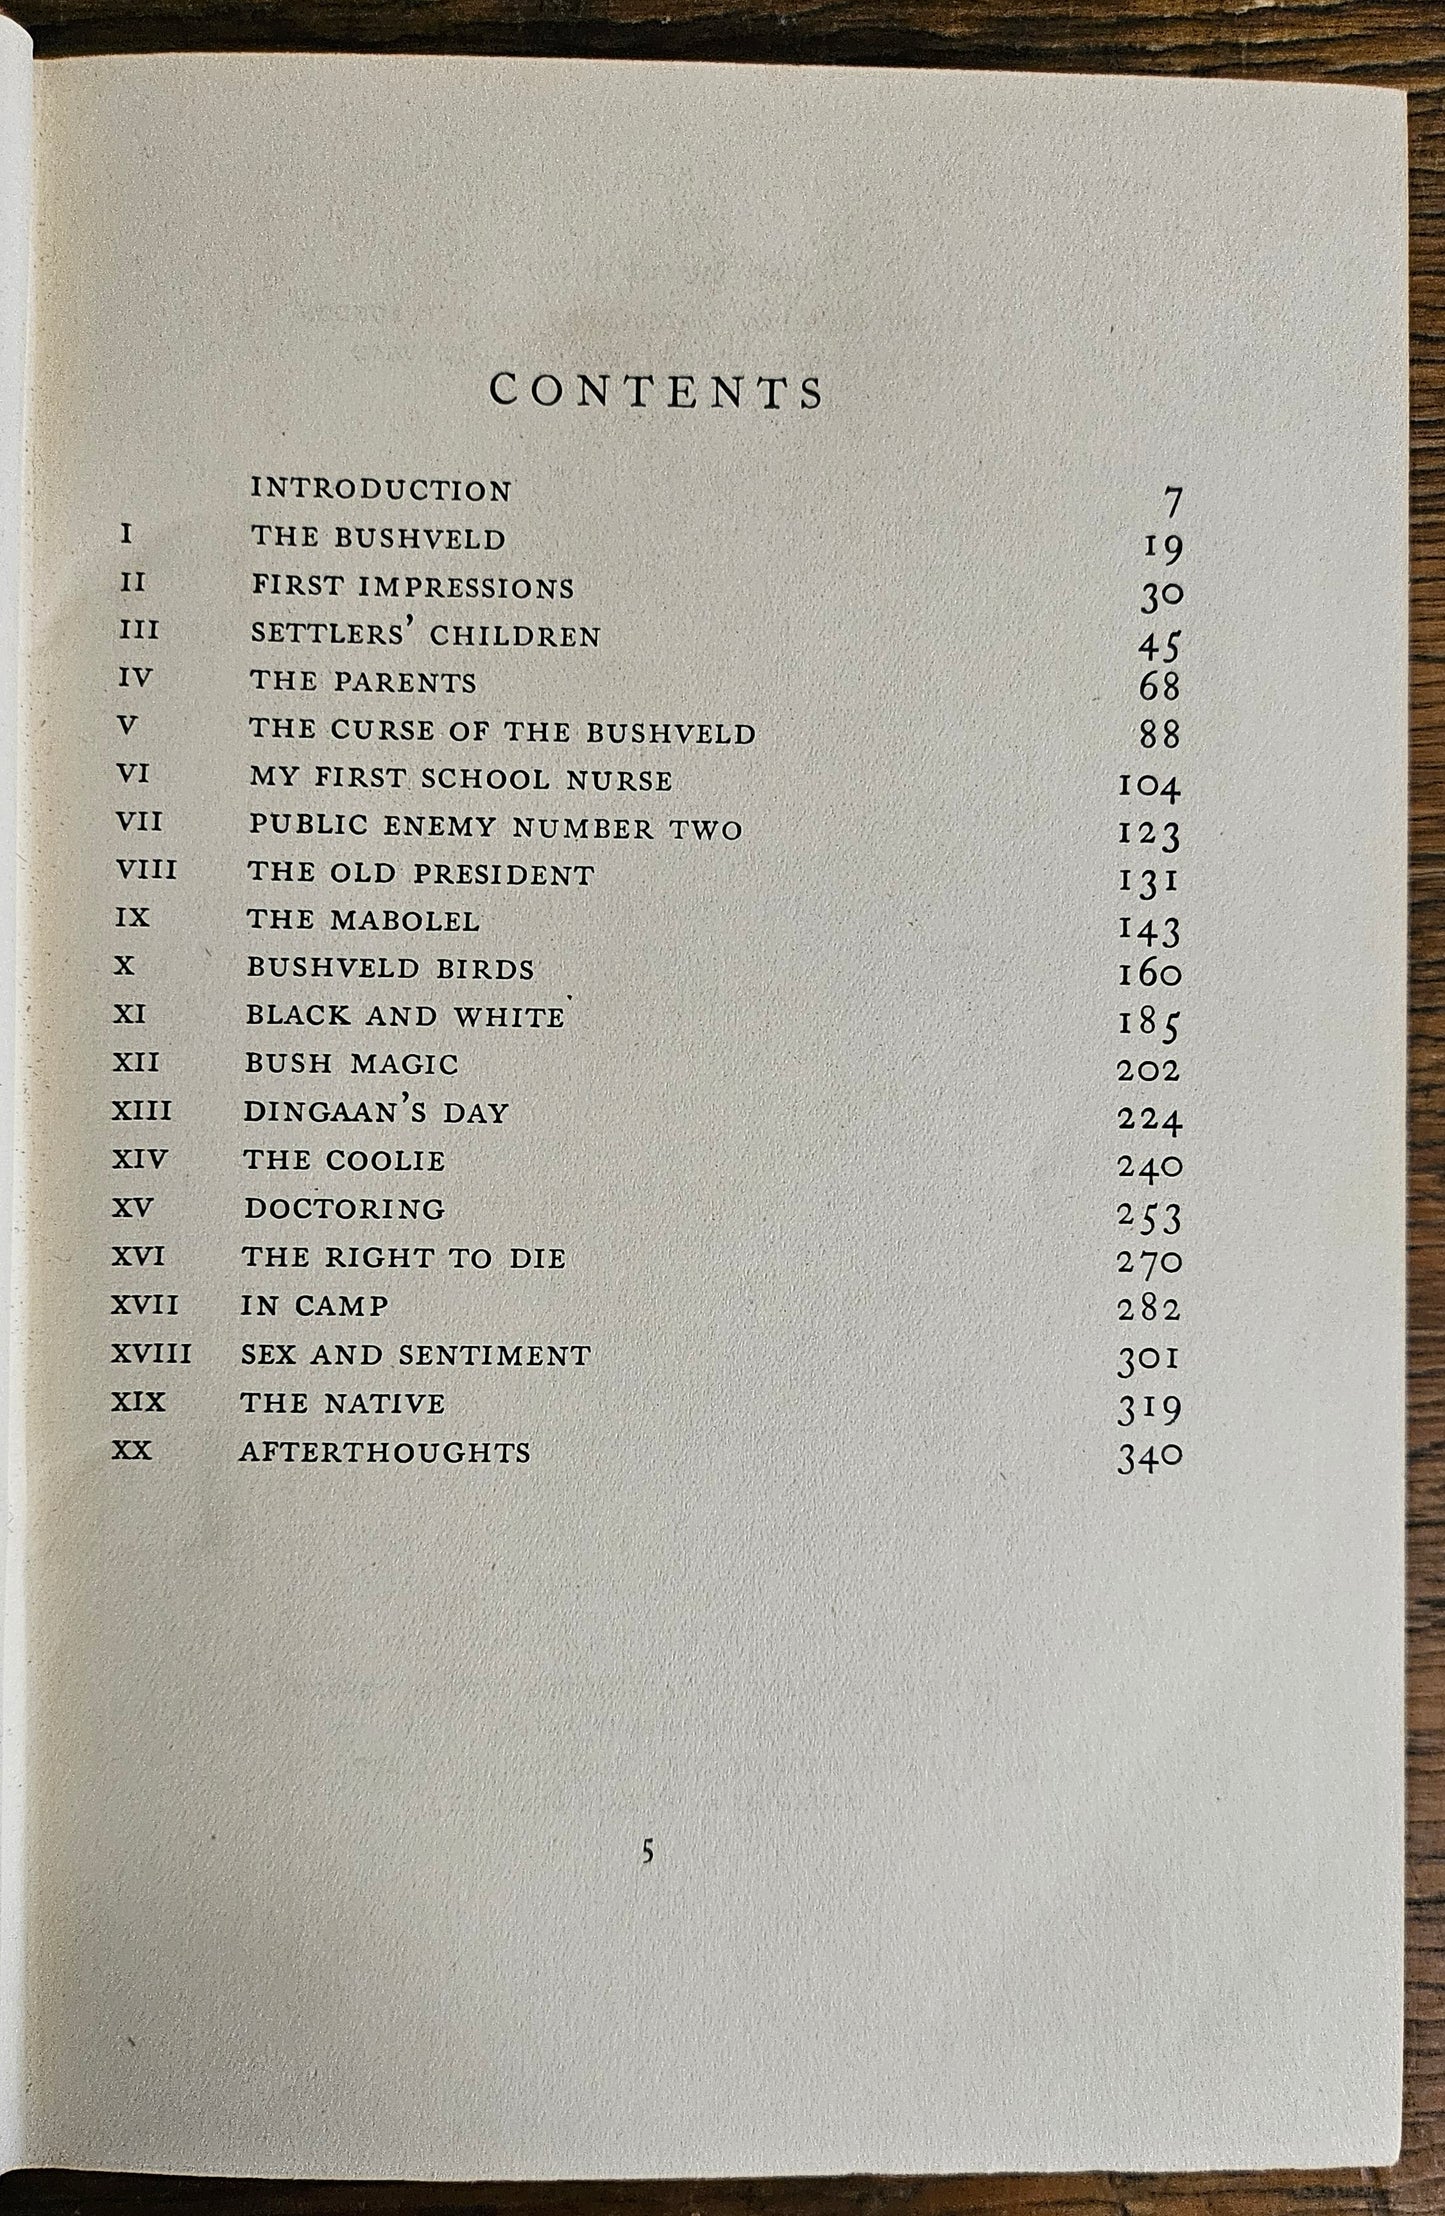 CONTENTS
INTRODUCTION 7
I THE BUSHVELD 19
II FIRST IMPRESSIONS 30
III SETTLERS' CHILDREN 45
IV THE PARENTS 68
V THE CURSE OF THE BUSHVELD 88
VI MY FIRST SCHOOL NURSE 104
VII PUBLIC ENEMY NUMBER TWO 123
VIII THE OLD PRESIDENT 131
IX THE MABOLEL 143
X BUSHVELD BIRDS 160
XI BLACK AND WHITE 185
XII BUSH MAGIC 202
XIII DINGAAN'S DAY 224
XIV THE COOLIE 240
XV DOCTORING 253
XVI THE RIGHT TO DIE 270
XVII IN CAMP 282
XVIII SEX AND SENTIMENT 301
XIX THE NATIVE 319
XX AFTERTHOUGHTS 340
5